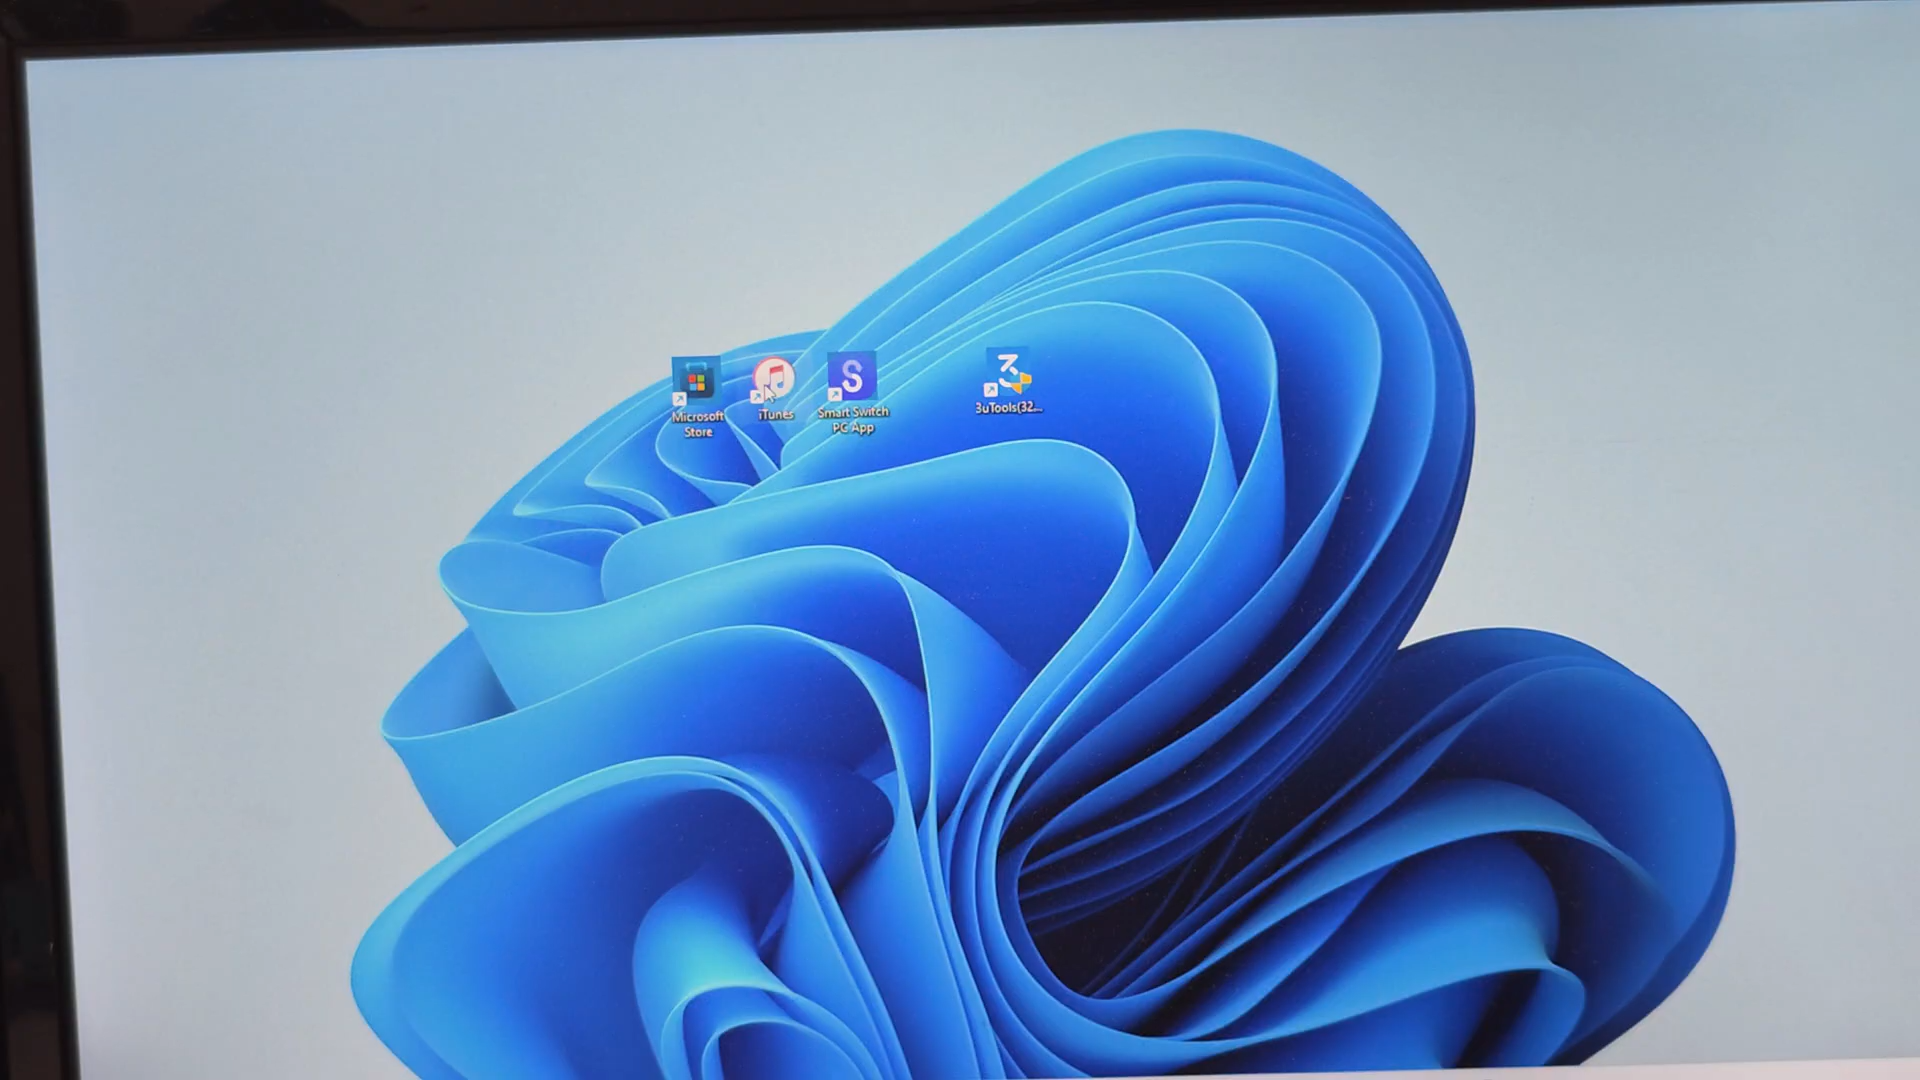 Microsoft
Store
iTunes
Smart Switch
PC App
3uTools(32...